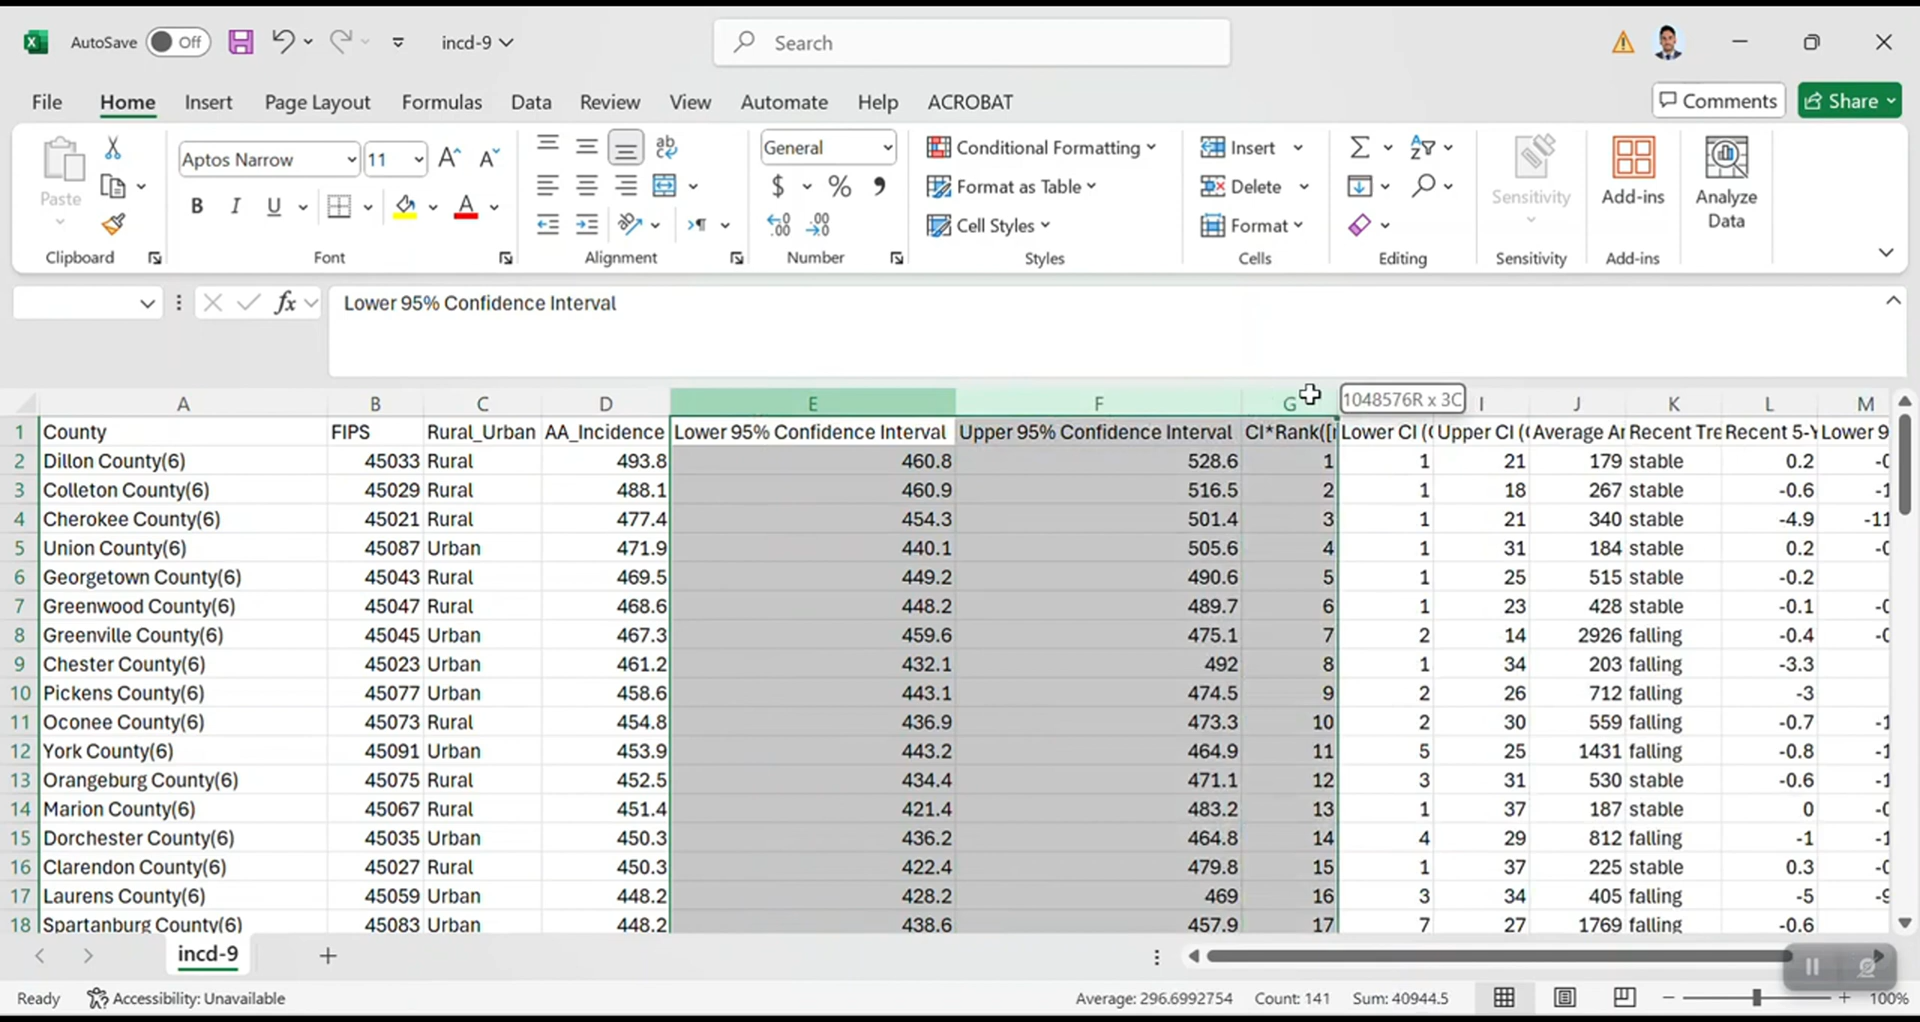 AutoSave Off incd-9 Search
File Home Insert Page Layout Formulas Data Review View Automate Help ACROBAT Comments Share
Aptos Narrow 11 General Conditional Formatting Insert
Paste $ % Format as Table Delete Sensitivity Add-ins Analyze Data
B I U A Cell Styles Format
Clipboard Font Alignment Number Styles Cells Editing Sensitivity Add-ins
fx Lower 95% Confidence Interval
A B C D E F G 1048576R x 3C I J K L M
1 County FIPS Rural_Urban AA_Incidence Lower 95% Confidence Interval Upper 95% Confidence Interval CI*Rank([r Lower CI (C Upper CI (C Average Ar Recent Tre Recent 5-Y Lower 9
2 Dillon County(6) 45033 Rural 493.8 460.8 528.6 1 1 21 179 stable 0.2
3 Colleton County(6) 45029 Rural 488.1 460.9 516.5 2 1 18 267 stable -0.6 -1
4 Cherokee County(6) 45021 Rural 477.4 454.3 501.4 3 1 21 340 stable -4.9 -11
5 Union County(6) 45087 Urban 471.9 440.1 505.6 4 1 31 184 stable 0.2
6 Georgetown County(6) 45043 Rural 469.5 449.2 490.6 5 1 25 515 stable -0.2
7 Greenwood County(6) 45047 Rural 468.6 448.2 489.7 6 1 23 428 stable -0.1
8 Greenville County(6) 45045 Urban 467.3 459.6 475.1 7 2 14 2926 falling -0.4
9 Chester County(6) 45023 Urban 461.2 432.1 492 8 1 34 203 falling -3.3
10 Pickens County(6) 45077 Urban 458.6 443.1 474.5 9 2 26 712 falling -3
11 Oconee County(6) 45073 Rural 454.8 436.9 473.3 10 2 30 559 falling -0.7 -1
12 York County(6) 45091 Urban 453.9 443.2 464.9 11 5 25 1431 falling -0.8 -1
13 Orangeburg County(6) 45075 Rural 452.5 434.4 471.1 12 3 31 530 stable -0.6 -1
14 Marion County(6) 45067 Rural 451.4 421.4 483.2 13 1 37 187 stable 0
15 Dorchester County(6) 45035 Urban 450.3 436.2 464.8 14 4 29 812 falling -1 -1
16 Clarendon County(6) 45027 Rural 450.3 422.4 479.8 15 1 37 225 stable 0.3
17 Laurens County(6) 45059 Urban 448.2 428.2 469 16 3 34 405 falling -5
18 Spartanburg County(6) 45083 Urban 448.2 438.6 457.9 17 7 27 1769 falling -0.6
incd-9
Ready Accessibility: Unavailable Average: 296.6992754 Count: 141 Sum: 40944.5 100%